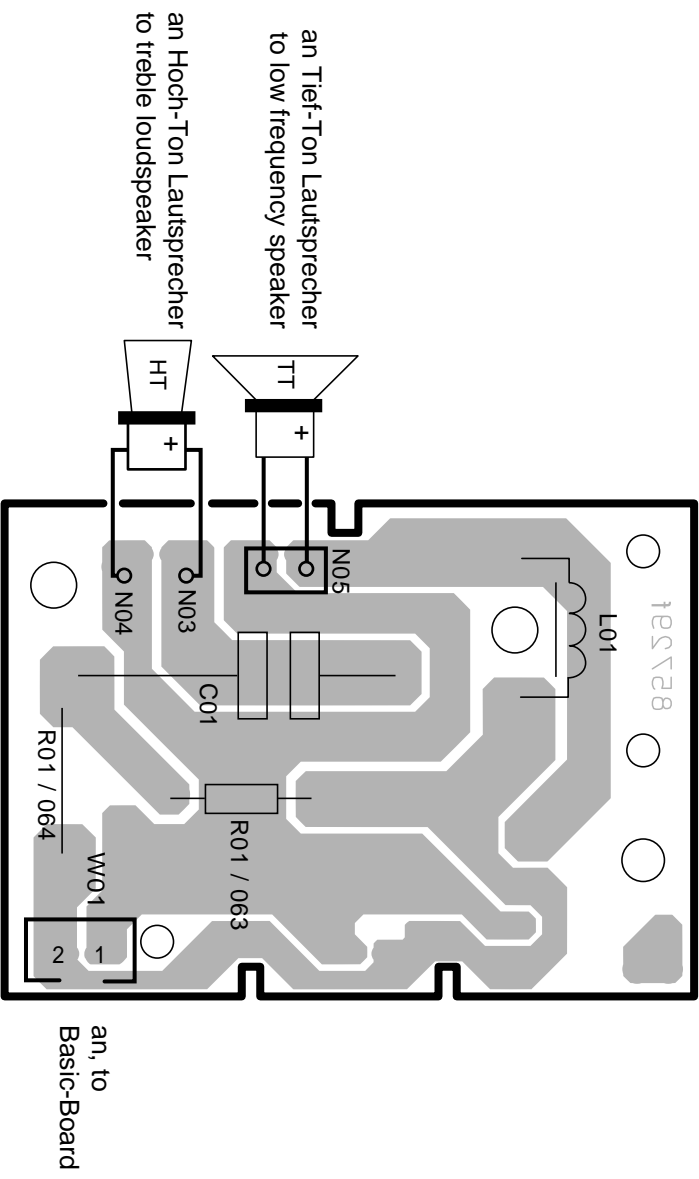 an Tief-Ton Lautsprecher
to low frequency speaker
an Hoch-Ton Lautsprecher
to treble loudspeaker
TT
+
HT
+
N05
N03
N04
L01
192758
C01
R01 / 064
R01 / 063
W01
2
1
an, to
Basic-Board